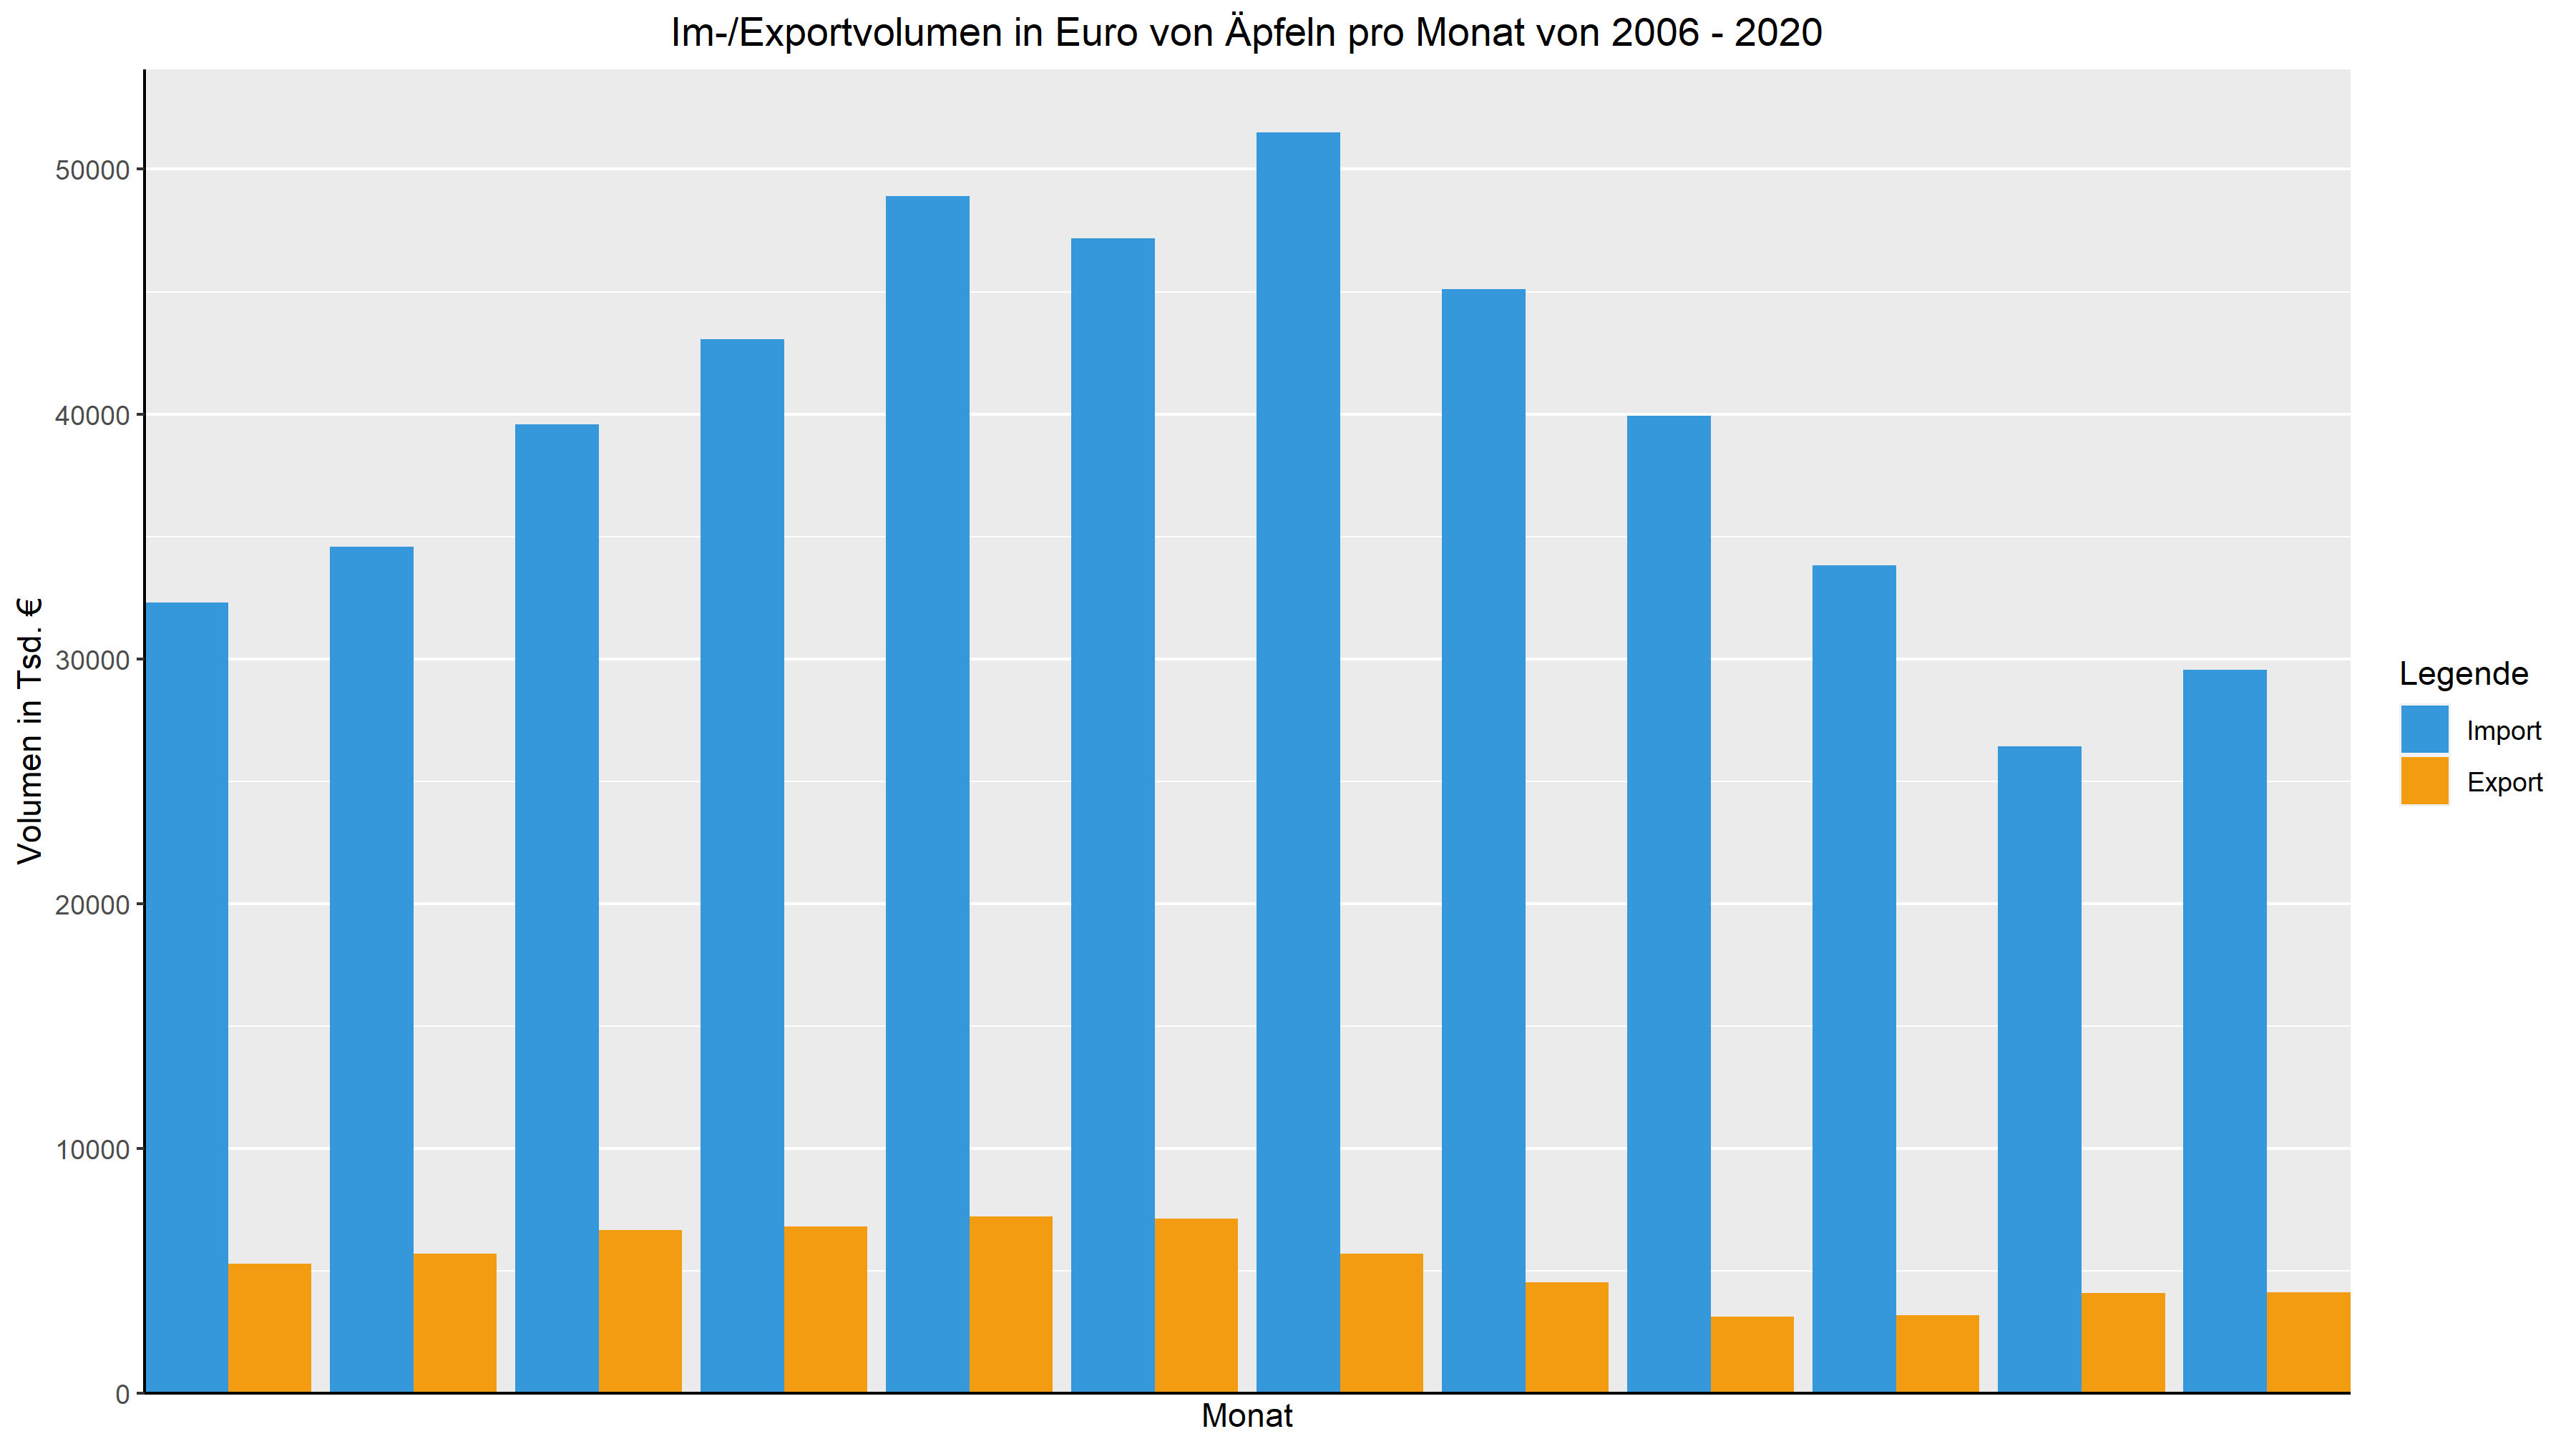 Im-/Exportvolumen in Euro von Äpfeln pro Monat von 2006 - 2020
Volumen in Tsd. €
50000
40000
30000
20000
10000
0
Monat
Legende
Import
Export